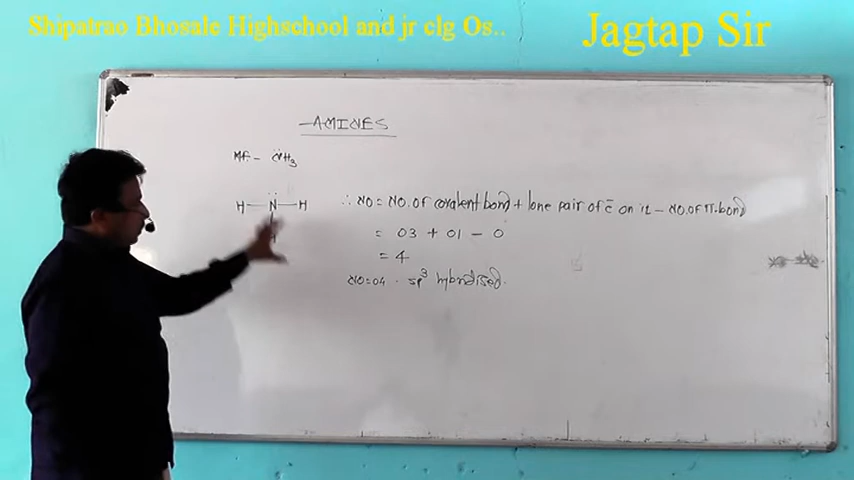 Shipatrao Bhosale Highschool and jr clg Os..
Jagtap Sir
AMINES
MF - N̈H₃
H—N̈—H
H
∴ NO = NO. of covalent bond + lone pair of ē on it - NO. OF π. bond
= 03 + 01 - 0
= 4
NO=04 . sp³ hybridised.